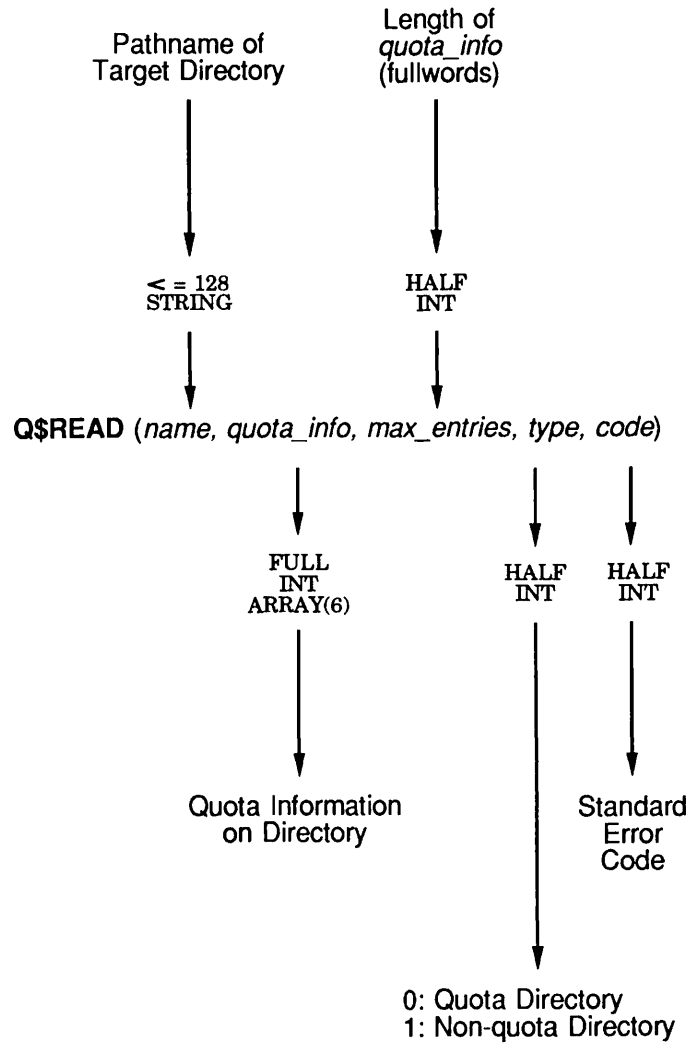 Pathname of
Target Directory
Length of
quota_info
(fullwords)
< = 128
STRING
HALF
INT
Q$READ (name, quota_info, max_entries, type, code)
FULL
INT
ARRAY(6)
HALF
INT
HALF
INT
Quota Information
on Directory
Standard
Error
Code
0: Quota Directory
1: Non-quota Directory